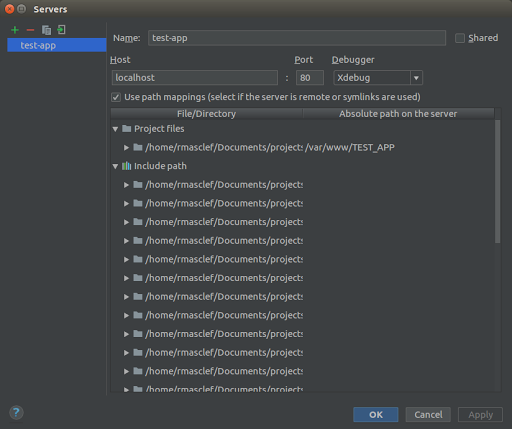 Servers
test-app
Name: test-app Shared
Host Port Debugger
localhost : 80 Xdebug
Use path mappings (select if the server is remote or symlinks are used)
File/Directory Absolute path on the server
Project files
/home/rmasclef/Documents/projects /var/www/TEST_APP
Include path
/home/rmasclef/Documents/projects
/home/rmasclef/Documents/projects
/home/rmasclef/Documents/projects
/home/rmasclef/Documents/projects
/home/rmasclef/Documents/projects
/home/rmasclef/Documents/projects
/home/rmasclef/Documents/projects
/home/rmasclef/Documents/projects
/home/rmasclef/Documents/projects
/home/rmasclef/Documents/projects
/home/rmasclef/Documents/projects
/home/rmasclef/Documents/projects
? OK Cancel Apply